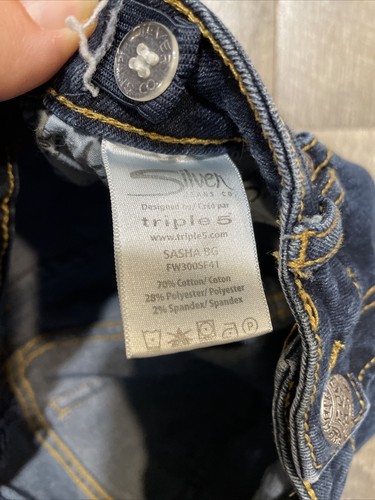 Silver
JEANS CO.
Designed by/ Créé par
triple5
www.triple5.com
SASHA BG
FW300SF41
70% Cotton/ Coton
28% Polyester/ Polyester
2% Spandex/ Spandex